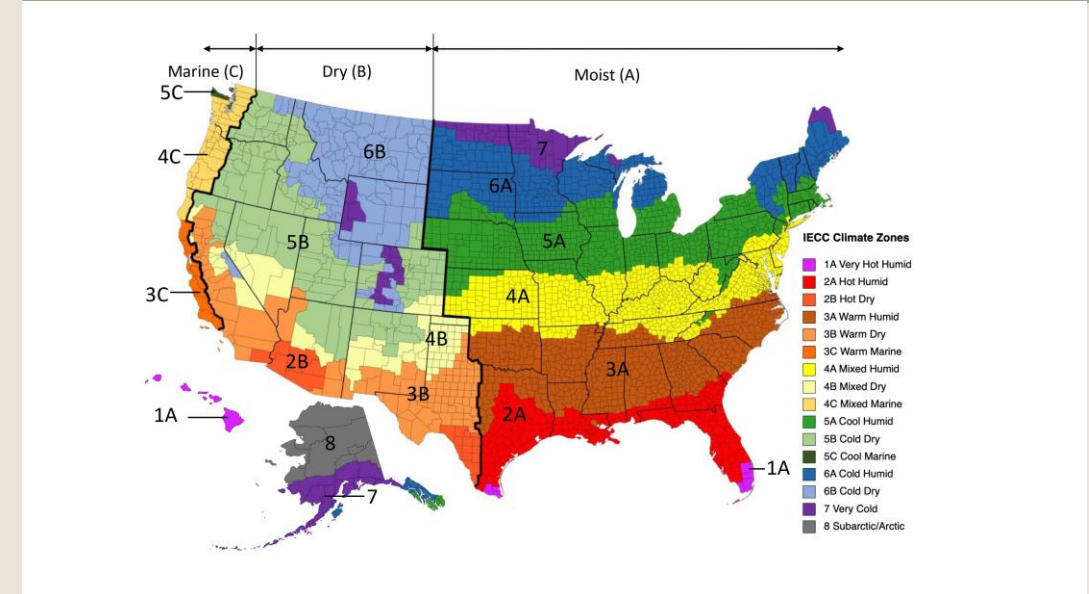 Marine (C)
Dry (B)
Moist (A)
5C
4C
6B
7
6A
5B
5A
3C
4A
4B
2B
3B
3A
2A
1A
8
7
1A
IECC Climate Zones
1A Very Hot Humid
2A Hot Humid
2B Hot Dry
3A Warm Humid
3B Warm Dry
3C Warm Marine
4A Mixed Humid
4B Mixed Dry
4C Mixed Marine
5A Cool Humid
5B Cold Dry
5C Cool Marine
6A Cold Humid
6B Cold Dry
7 Very Cold
8 Subarctic/Arctic